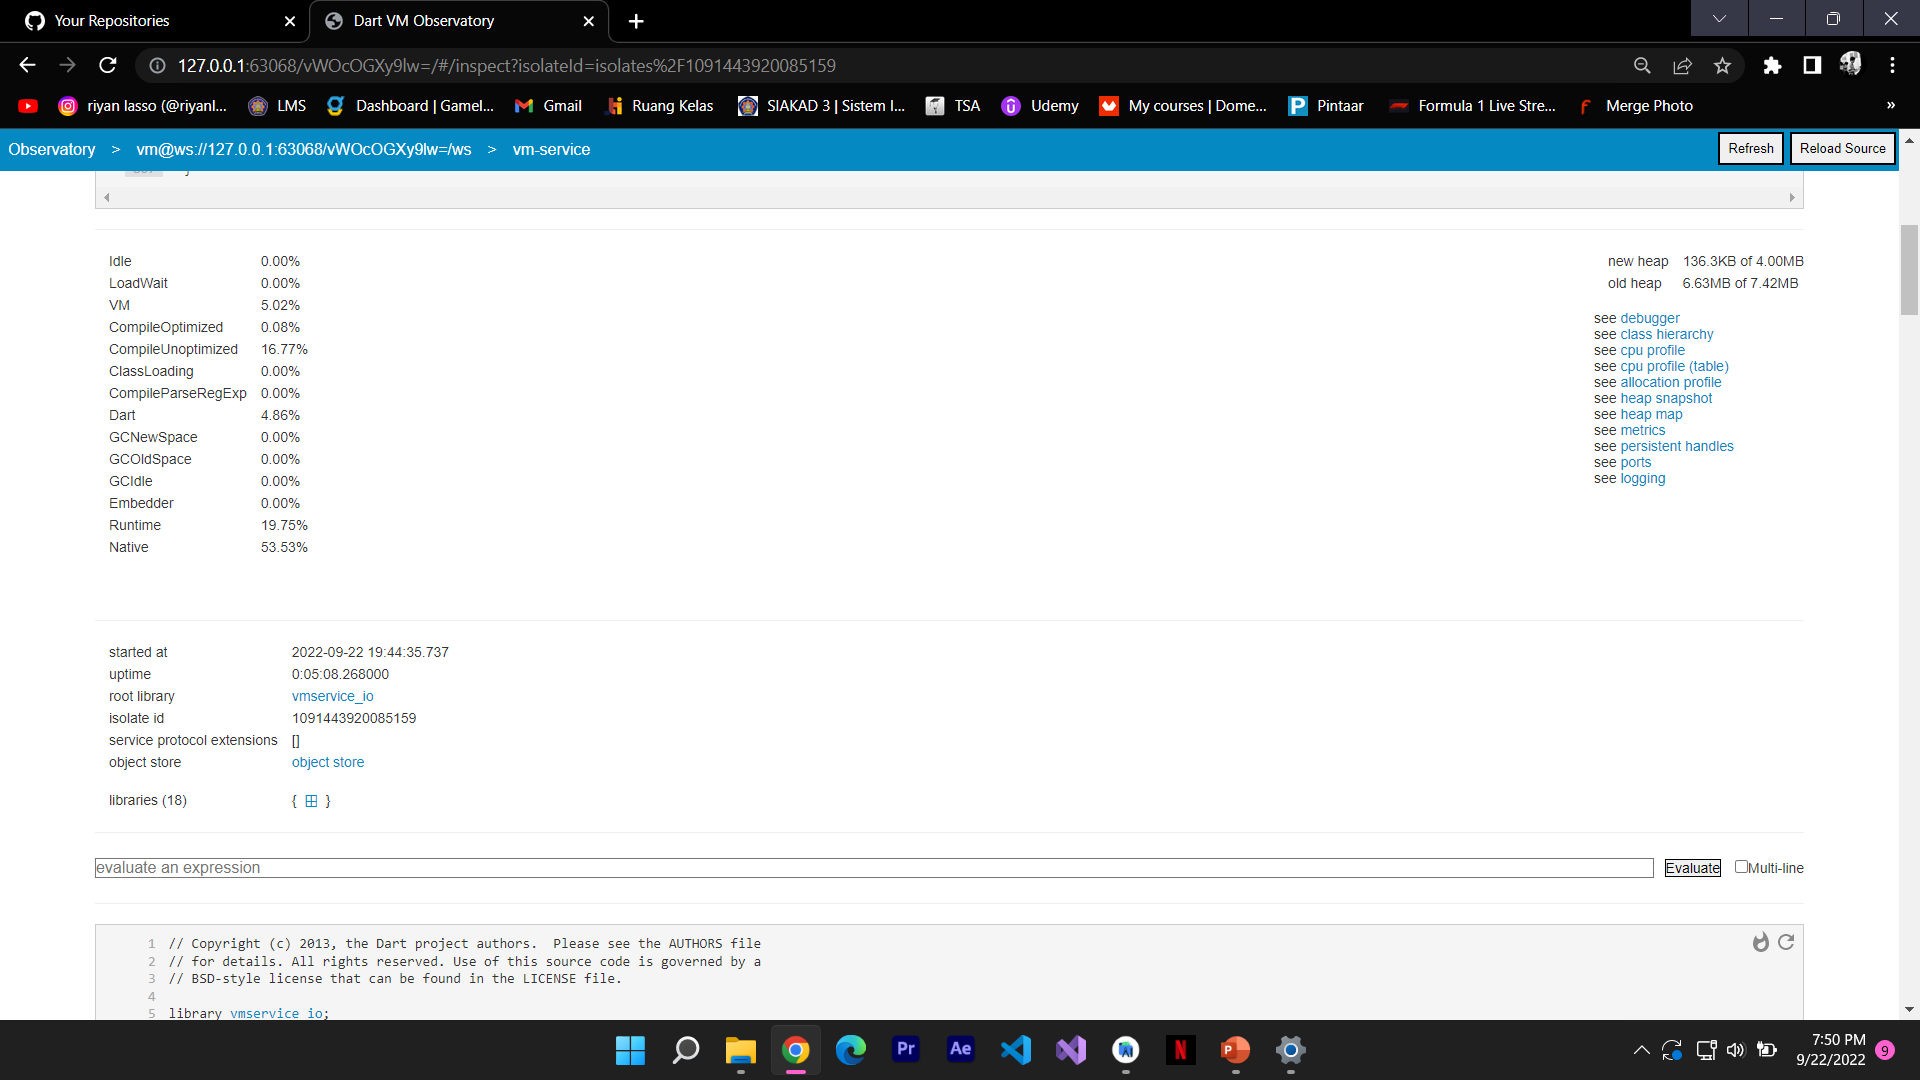 Your Repositories
Dart VM Observatory
127.0.0.1:63068/vWOcOGXy9lw=/#/inspect?isolateId=isolates%2F1091443920085159
riyan lasso (@riyanl...
LMS
Dashboard | Gamel...
Gmail
Ruang Kelas
SIAKAD 3 | Sistem I...
TSA
Udemy
My courses | Dome...
Pintaar
Formula 1 Live Stre...
Merge Photo
»
Observatory > vm@ws://127.0.0.1:63068/vWOcOGXy9lw=/ws > vm-service
Refresh
Reload Source
Idle 0.00%
LoadWait 0.00%
VM 5.02%
CompileOptimized 0.08%
CompileUnoptimized 16.77%
ClassLoading 0.00%
CompileParseRegExp 0.00%
Dart 4.86%
GCNewSpace 0.00%
GCOldSpace 0.00%
GCIdle 0.00%
Embedder 0.00%
Runtime 19.75%
Native 53.53%
new heap 136.3KB of 4.00MB
old heap 6.63MB of 7.42MB
see debugger
see class hierarchy
see cpu profile
see cpu profile (table)
see allocation profile
see heap snapshot
see heap map
see metrics
see persistent handles
see ports
see logging
started at 2022-09-22 19:44:35.737
uptime 0:05:08.268000
root library vmservice_io
isolate id 1091443920085159
service protocol extensions []
object store object store
libraries (18) { ⊞ }
evaluate an expression
Evaluate
Multi-line
1 // Copyright (c) 2013, the Dart project authors.  Please see the AUTHORS file
2 // for details. All rights reserved. Use of this source code is governed by a
3 // BSD-style license that can be found in the LICENSE file.
4
5 library vmservice_io;
Pr
Ae
N
P
7:50 PM
9/22/2022
9